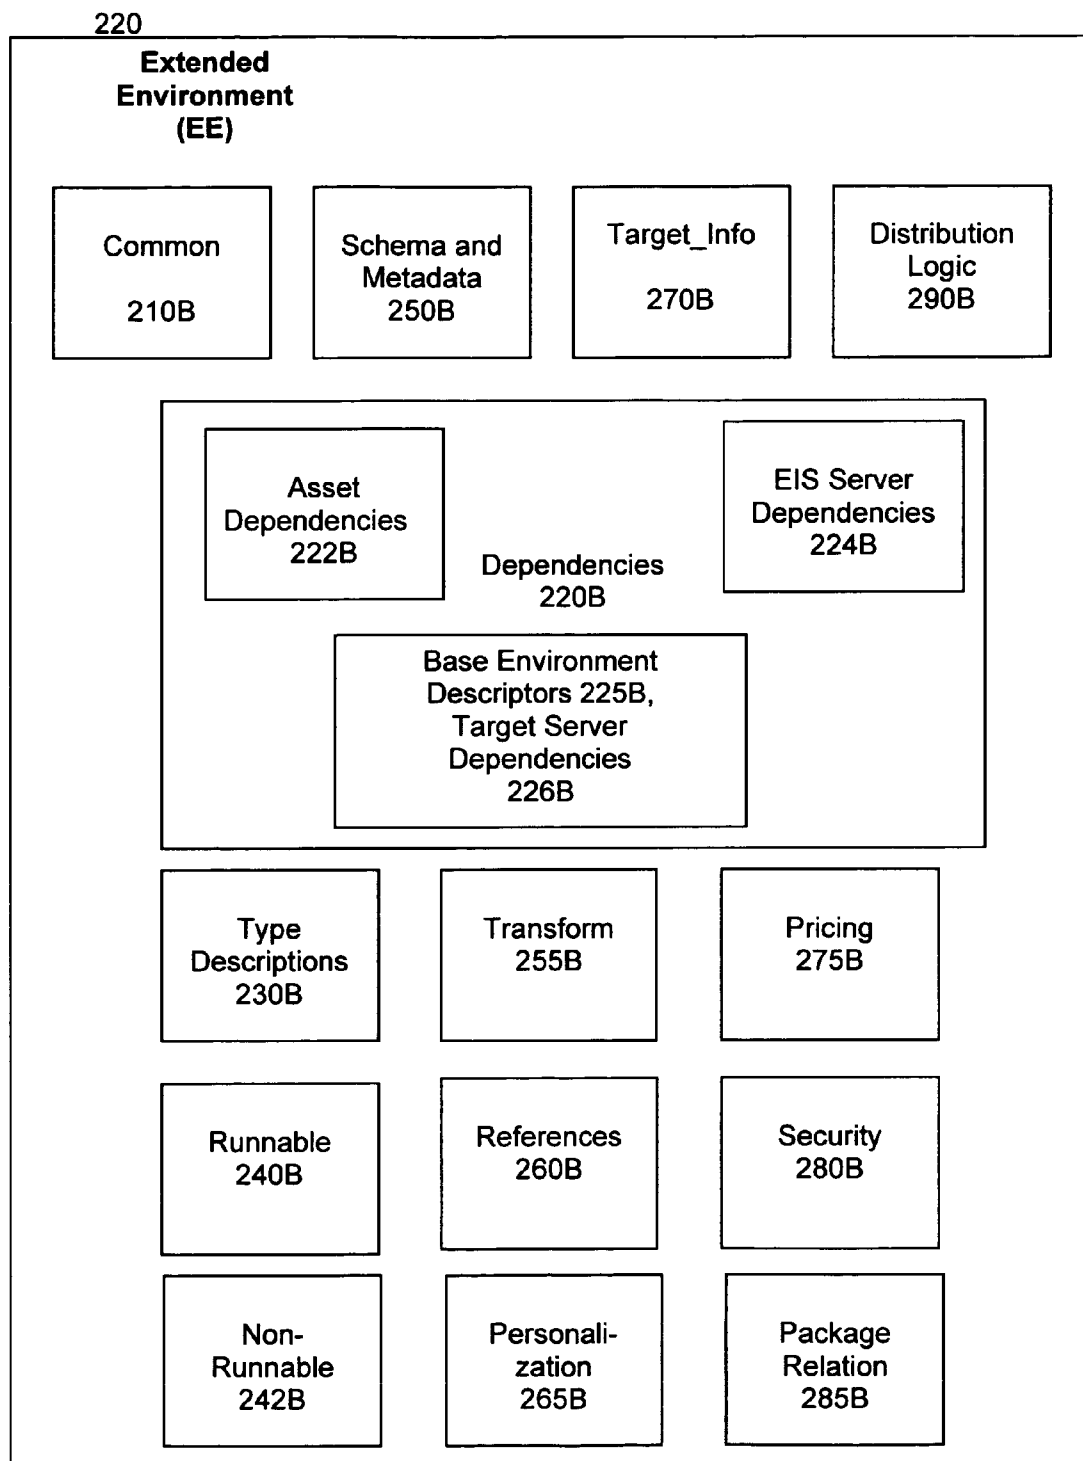 220
Extended
Environment
(EE)
Common
210B
Schema and
Metadata
250B
Target_Info
270B
Distribution
Logic
290B
Asset
Dependencies
222B
EIS Server
Dependencies
224B
Dependencies
220B
Base Environment
Descriptors 225B,
Target Server
Dependencies
226B
Type
Descriptions
230B
Transform
255B
Pricing
275B
Runnable
240B
References
260B
Security
280B
Non-
Runnable
242B
Personali-
zation
265B
Package
Relation
285B